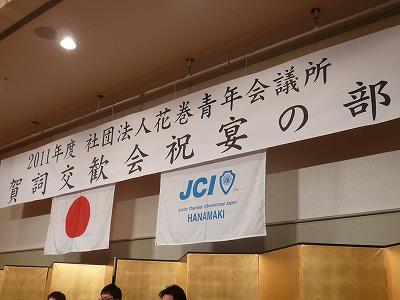 2011年度 社団法人花巻青年会議所
賀詞交歓会祝宴の部
JCI
Junior Chamber International Japan
HANAMAKI